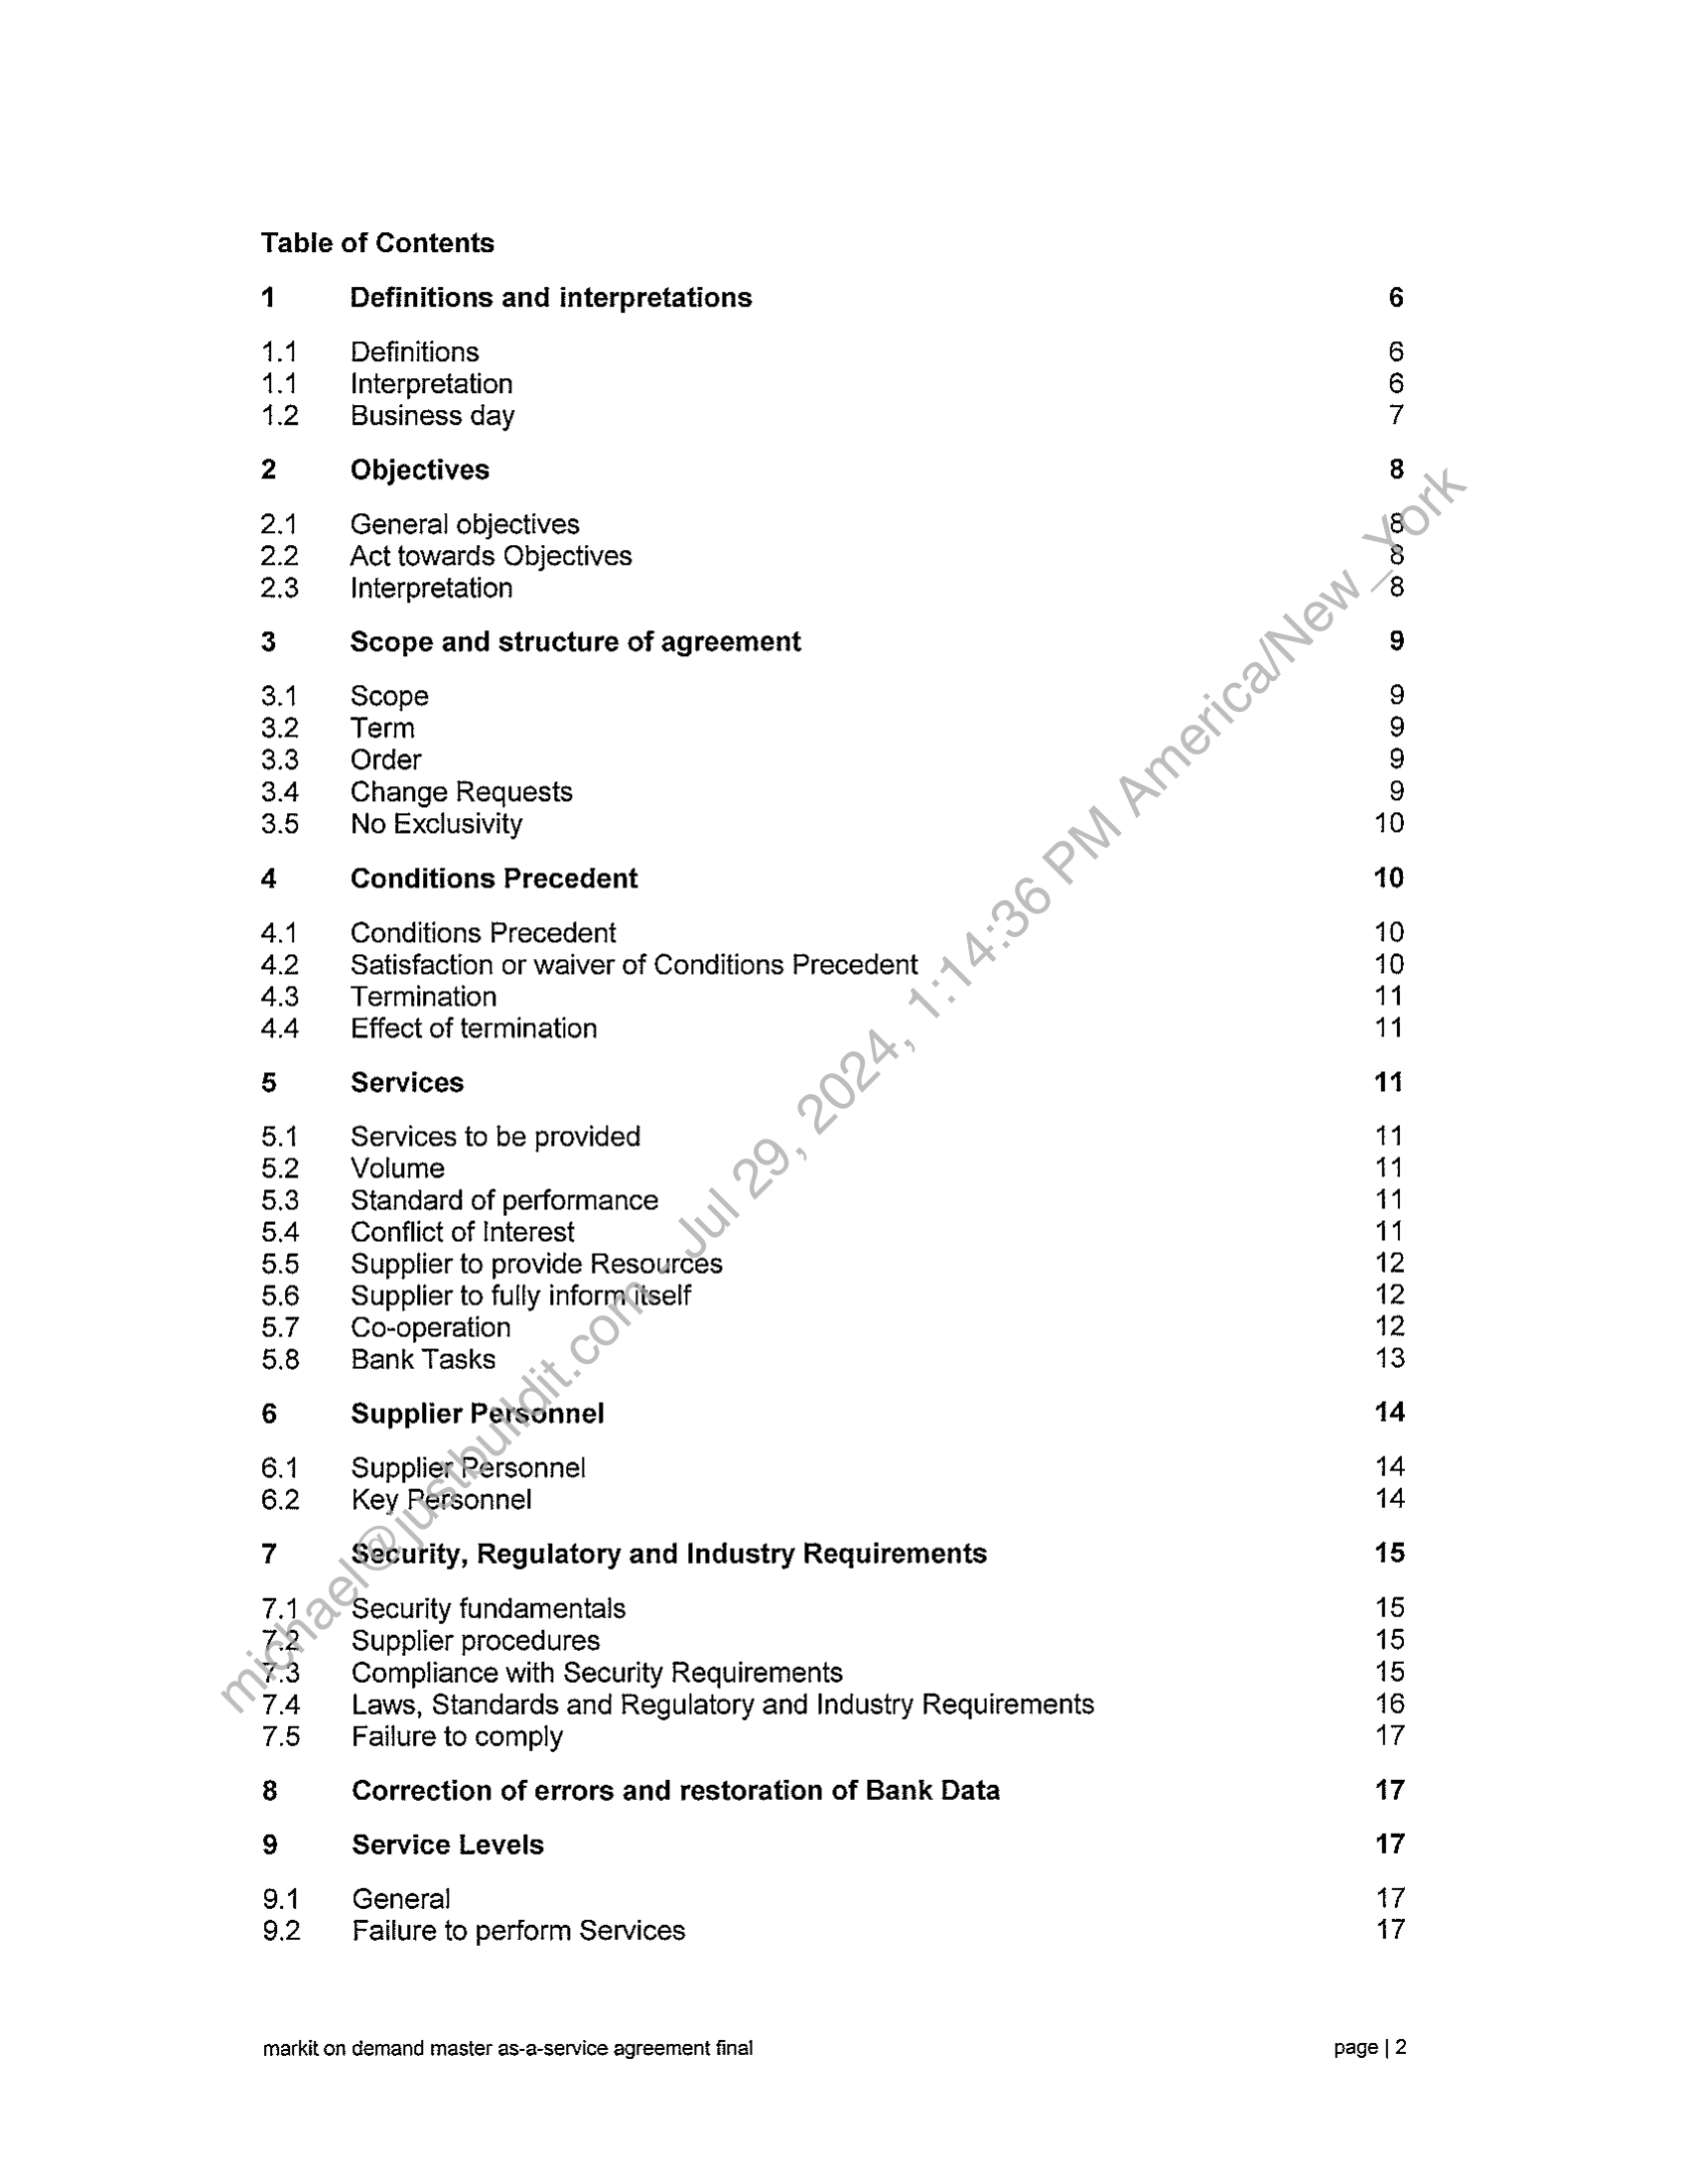 Table of Contents
1 Definitions and interpretations 6
1.1 Definitions 6
1.1 Interpretation 6
1.2 Business day 7
2 Objectives 8
2.1 General objectives 8
2.2 Act towards Objectives 8
2.3 Interpretation 8
3 Scope and structure of agreement 9
3.1 Scope 9
3.2 Term 9
3.3 Order 9
3.4 Change Requests 9
3.5 No Exclusivity 10
4 Conditions Precedent 10
4.1 Conditions Precedent 10
4.2 Satisfaction or waiver of Conditions Precedent 10
4.3 Termination 11
4.4 Effect of termination 11
5 Services 11
5.1 Services to be provided 11
5.2 Volume 11
5.3 Standard of performance 11
5.4 Conflict of Interest 11
5.5 Supplier to provide Resources 12
5.6 Supplier to fully inform itself 12
5.7 Co-operation 12
5.8 Bank Tasks 13
6 Supplier Personnel 14
6.1 Supplier Personnel 14
6.2 Key Personnel 14
7 Security, Regulatory and Industry Requirements 15
7.1 Security fundamentals 15
7.2 Supplier procedures 15
7.3 Compliance with Security Requirements 15
7.4 Laws, Standards and Regulatory and Industry Requirements 16
7.5 Failure to comply 17
8 Correction of errors and restoration of Bank Data 17
9 Service Levels 17
9.1 General 17
9.2 Failure to perform Services 17
markit on demand master as-a-service agreement final page | 2
michael@justbuildit.com - Jul 29, 2024, 1:14:36 PM America/New_York